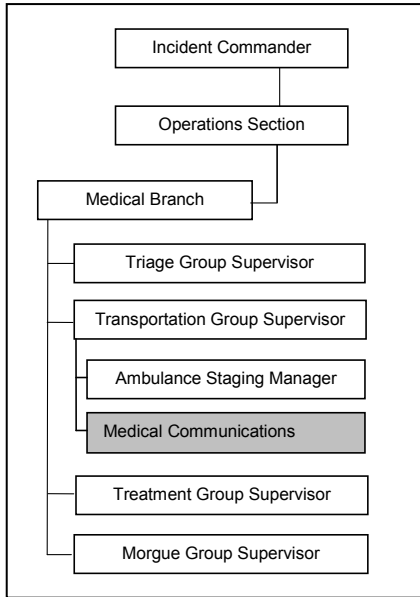 Incident Commander
Operations Section
Medical Branch
Triage Group Supervisor
Transportation Group Supervisor
Ambulance Staging Manager
Medical Communications
Treatment Group Supervisor
Morgue Group Supervisor